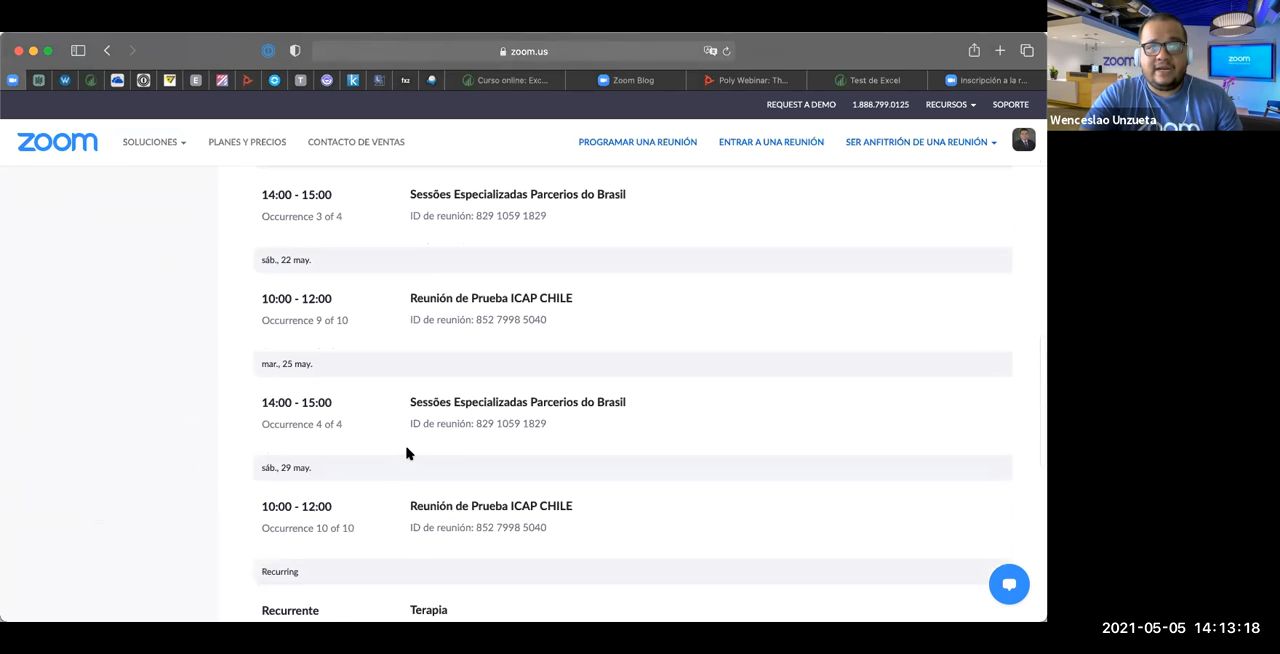 zoom.us
Curso online: Exc...
Zoom Blog
Poly Webinar: Th...
Test de Excel
Inscripción a la r...
REQUEST A DEMO
1.888.799.0125
RECURSOS
SOPORTE
zoom
SOLUCIONES
PLANES Y PRECIOS
CONTACTO DE VENTAS
PROGRAMAR UNA REUNIÓN
ENTRAR A UNA REUNIÓN
SER ANFITRIÓN DE UNA REUNIÓN
zoom
zoom
zoom
Wenceslao Unzueta
14:00 - 15:00
Sessões Especializadas Parcerios do Brasil
Occurrence 3 of 4
ID de reunión: 829 1059 1829
sáb., 22 may.
10:00 - 12:00
Reunión de Prueba ICAP CHILE
Occurrence 9 of 10
ID de reunión: 852 7998 5040
mar., 25 may.
14:00 - 15:00
Sessões Especializadas Parcerios do Brasil
Occurrence 4 of 4
ID de reunión: 829 1059 1829
sáb., 29 may.
10:00 - 12:00
Reunión de Prueba ICAP CHILE
Occurrence 10 of 10
ID de reunión: 852 7998 5040
Recurring
Recurrente
Terapia
2021-05-05 14:13:18